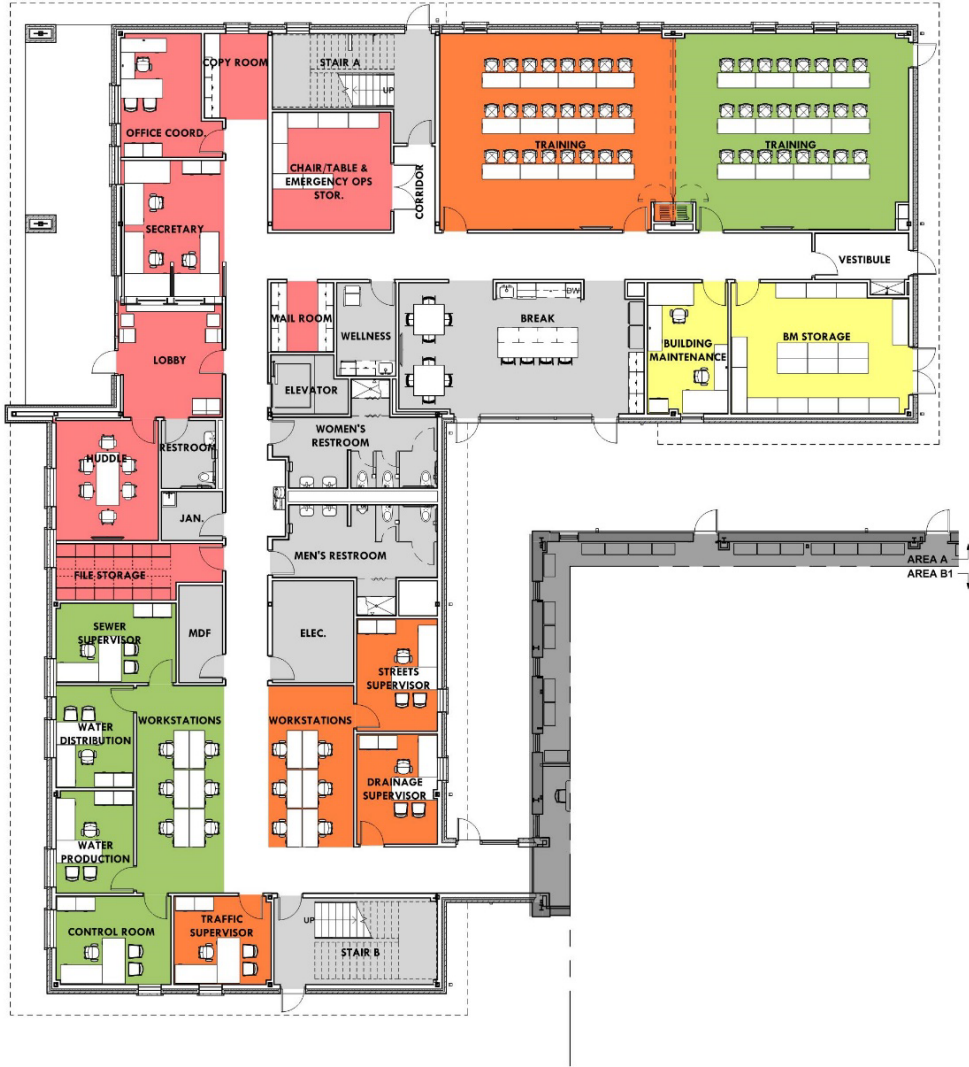 COPY ROOM
STAIR A
UP
OFFICE COORD.
CHAIR/TABLE &
EMERGENCY OPS
STOR.
CORRIDOR
TRAINING
TRAINING
SECRETARY
VESTIBULE
MAIL ROOM
WELLNESS
DW
BREAK
BUILDING
MAINTENANCE
BM STORAGE
LOBBY
ELEVATOR
WOMEN'S
RESTROOM
RESTROOM
HUDDLE
JAN.
MEN'S RESTROOM
AREA A
AREA B1
FILE STORAGE
SEWER
SUPERVISOR
MDF
ELEC.
STREETS
SUPERVISOR
WATER
DISTRIBUTION
WORKSTATIONS
WORKSTATIONS
DRAINAGE
SUPERVISOR
WATER
PRODUCTION
CONTROL ROOM
TRAFFIC
SUPERVISOR
UP
STAIR B